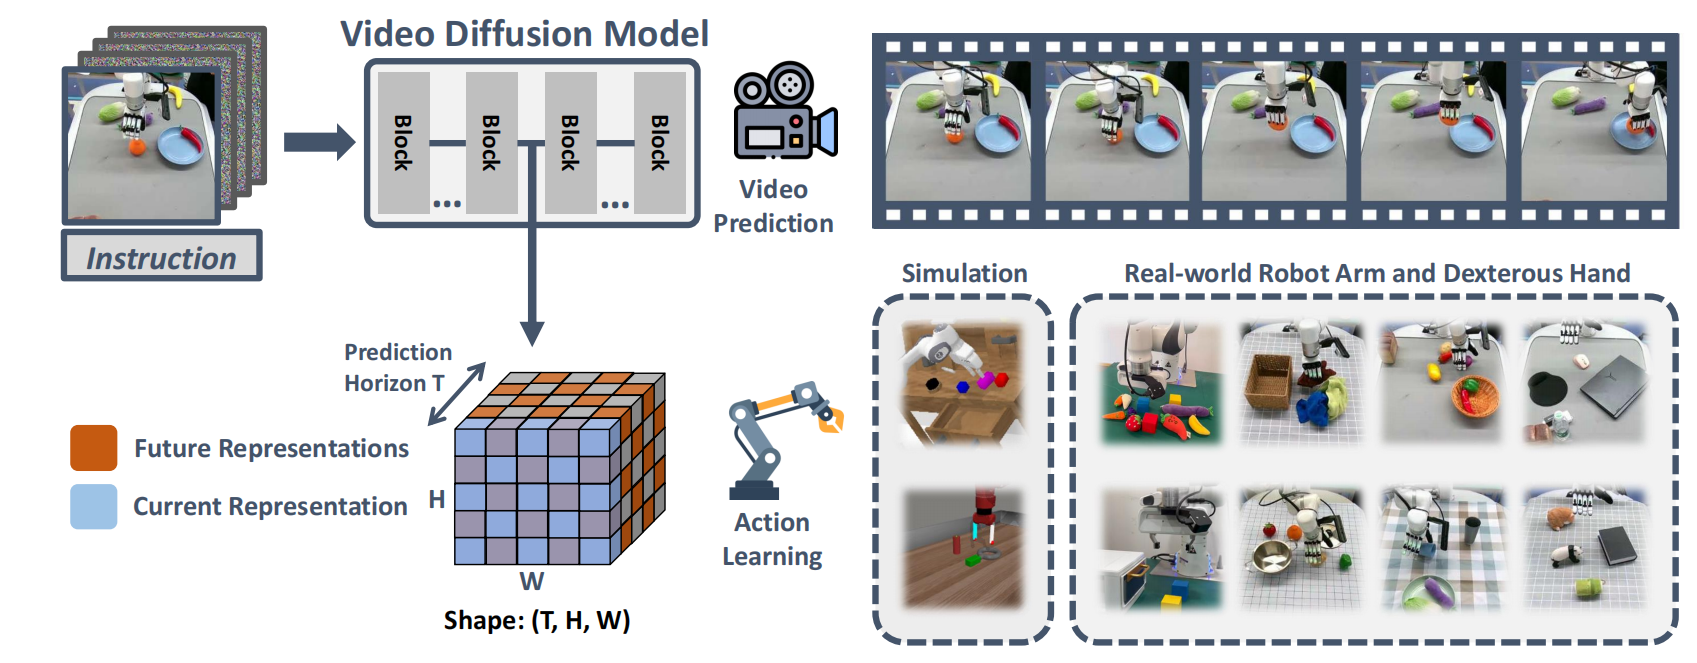 Video Diffusion Model
Instruction
Block
Block
Block
Block
...
...
Video
Prediction
Prediction
Horizon T
Future Representations
Current Representation
H
W
Shape: (T, H, W)
Action
Learning
Simulation
Real-world Robot Arm and Dexterous Hand